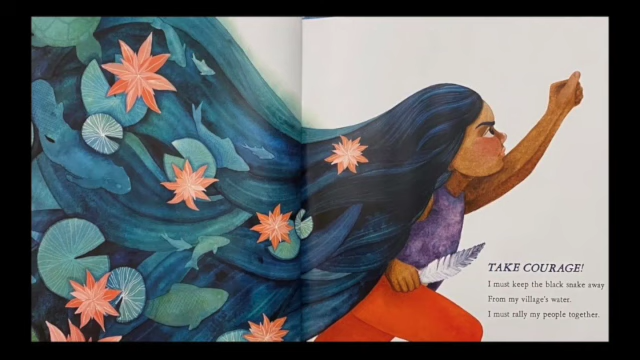 TAKE COURAGE!
I must keep the black snake away
From my village's water.
I must rally my people together.